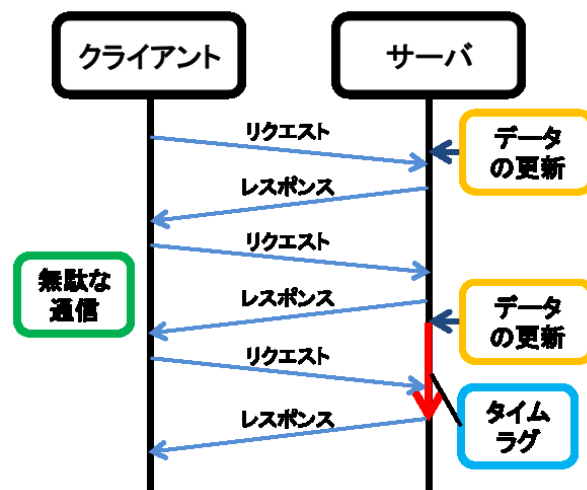 クライアント
サーバ
リクエスト
データ
の更新
レスポンス
リクエスト
無駄な
通信
レスポンス
データ
の更新
リクエスト
タイム
ラグ
レスポンス